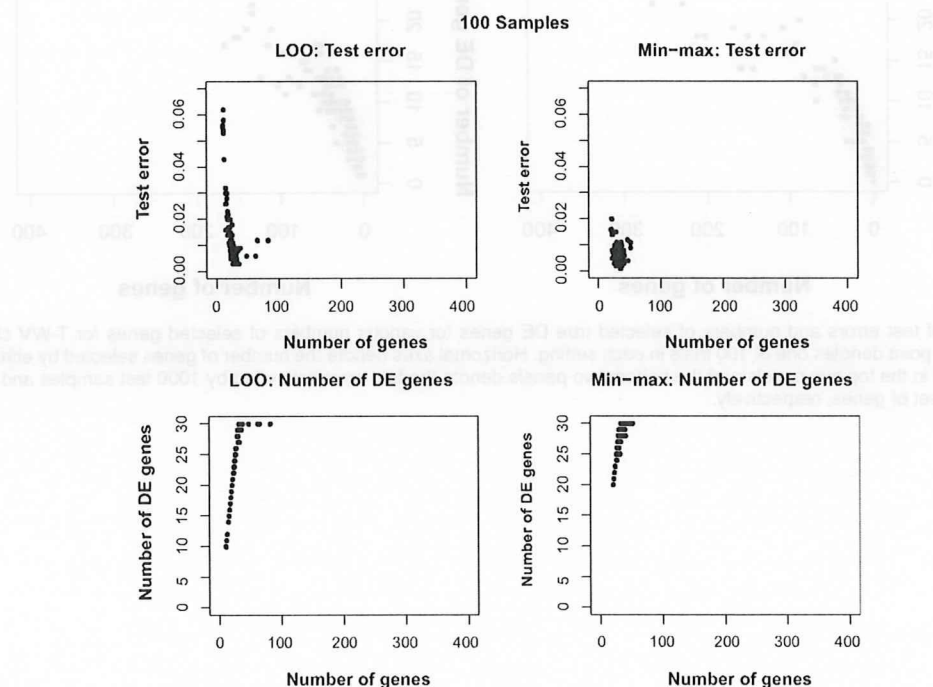 100 Samples
LOO: Test error
Min-max: Test error
Test error
0.00 0.02 0.04 0.06
0 100 200 300 400
Number of genes
Test error
0.00 0.02 0.04 0.06
0 100 200 300 400
Number of genes
LOO: Number of DE genes
Min-max: Number of DE genes
Number of DE genes
0 5 10 15 20 25 30
0 100 200 300 400
Number of genes
Number of DE genes
0 5 10 15 20 25 30
0 100 200 300 400
Number of genes